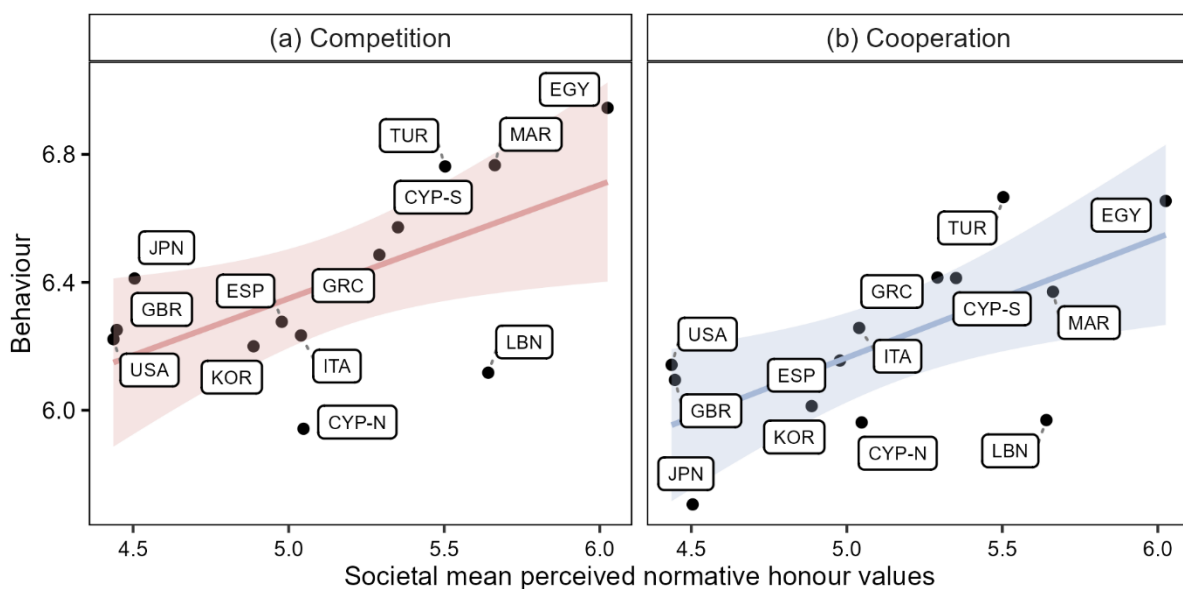 (a) Competition
(b) Cooperation
Behaviour
6.8
6.4
6.0
EGY
TUR
MAR
CYP-S
JPN
ESP
GRC
GBR
USA
KOR
ITA
LBN
CYP-N
4.5
5.0
5.5
6.0
TUR
EGY
GRC
CYP-S
MAR
USA
ITA
ESP
GBR
KOR
CYP-N
LBN
JPN
4.5
5.0
5.5
6.0
Societal mean perceived normative honour values